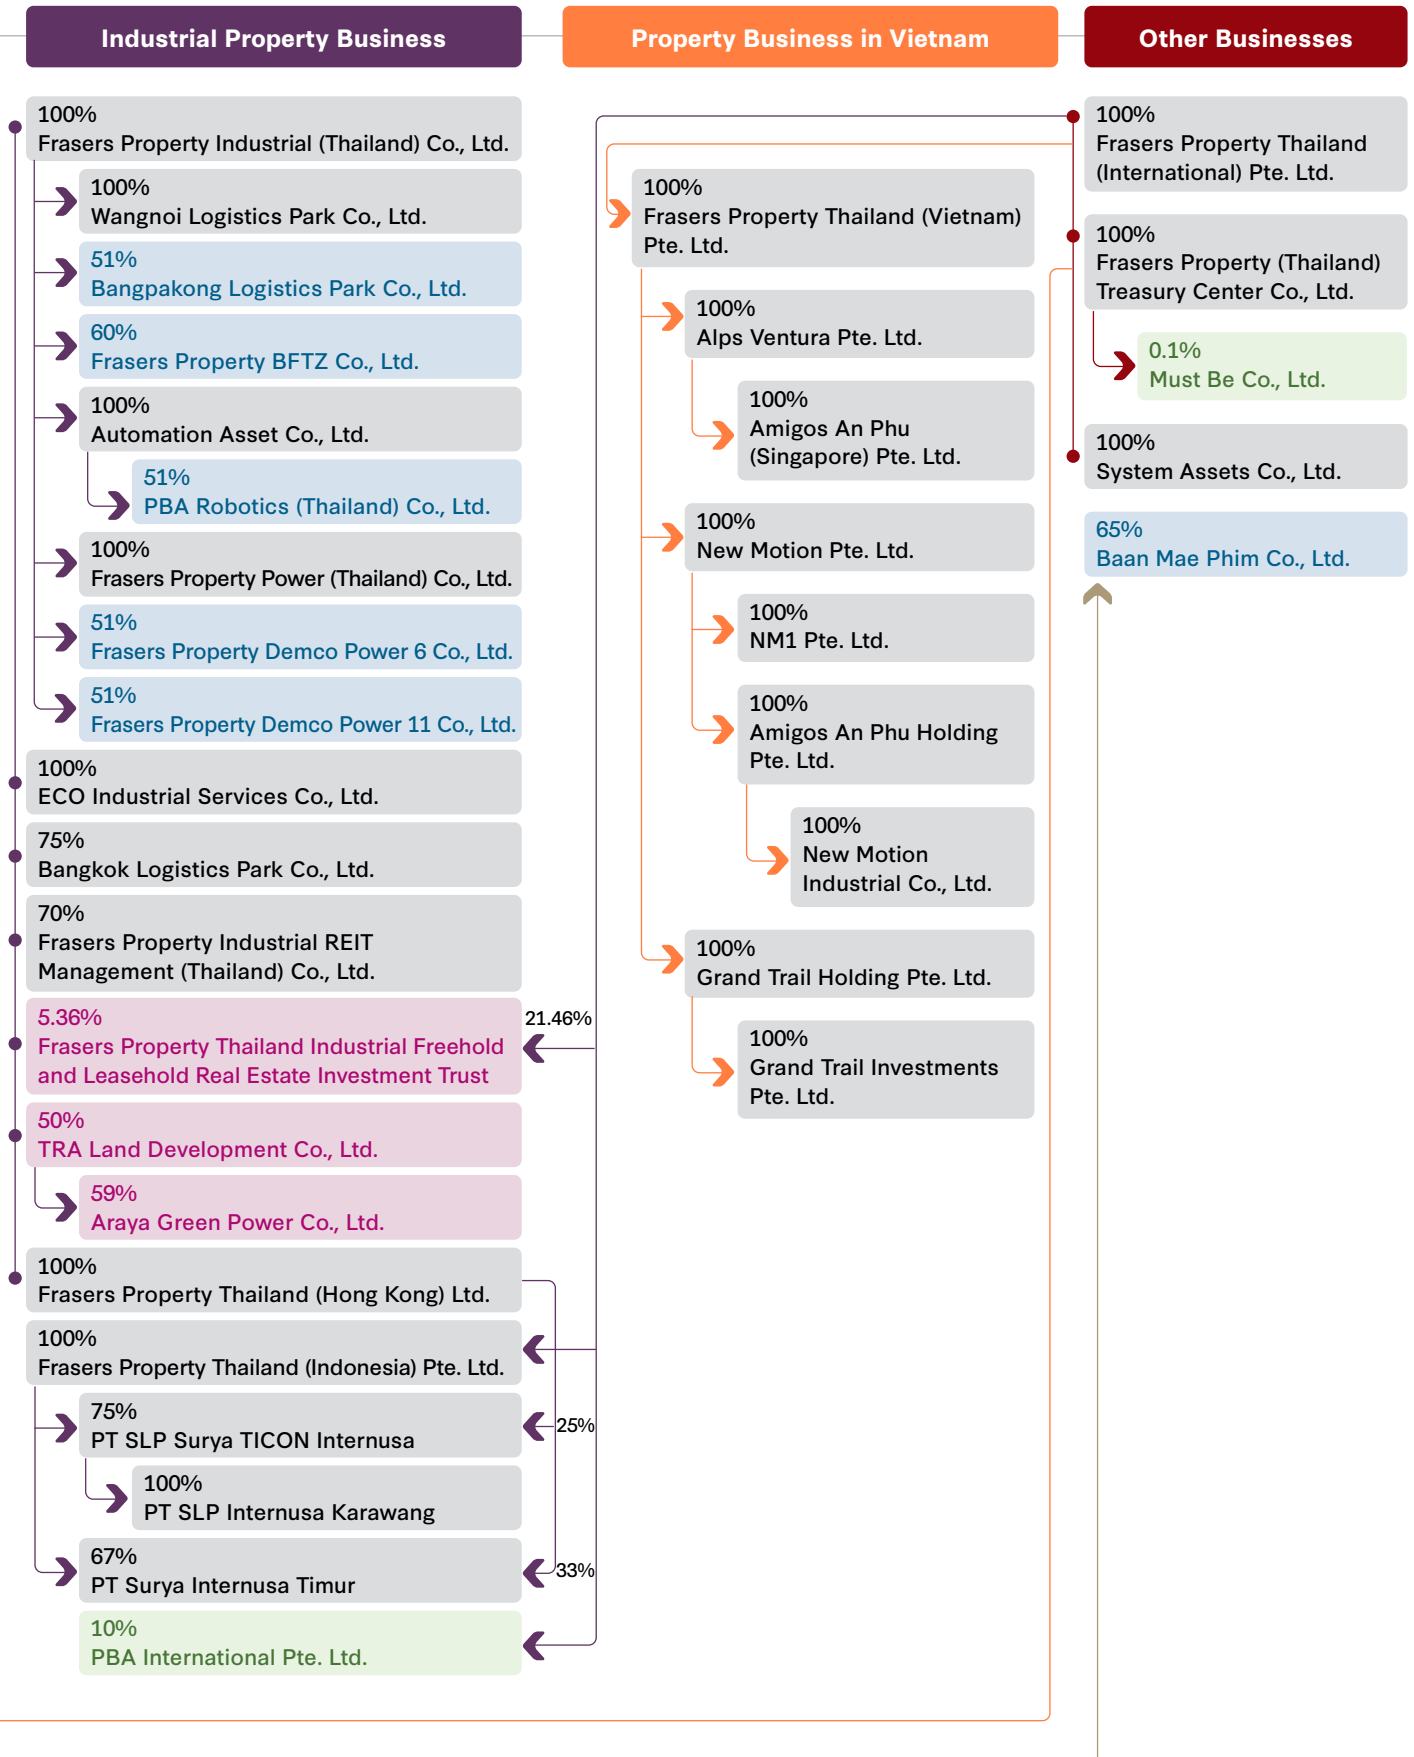 Industrial Property Business
100%
Frasers Property Industrial (Thailand) Co., Ltd.
100%
Wangnoi Logistics Park Co., Ltd.
51%
Bangpakong Logistics Park Co., Ltd.
60%
Frasers Property BFTZ Co., Ltd.
100%
Automation Asset Co., Ltd.
51%
PBA Robotics (Thailand) Co., Ltd.
100%
Frasers Property Power (Thailand) Co., Ltd.
51%
Frasers Property Demco Power 6 Co., Ltd.
51%
Frasers Property Demco Power 11 Co., Ltd.
100%
ECO Industrial Services Co., Ltd.
75%
Bangkok Logistics Park Co., Ltd.
70%
Frasers Property Industrial REIT
Management (Thailand) Co., Ltd.
5.36%
Frasers Property Thailand Industrial Freehold
and Leasehold Real Estate Investment Trust
21.46%
50%
TRA Land Development Co., Ltd.
59%
Araya Green Power Co., Ltd.
100%
Frasers Property Thailand (Hong Kong) Ltd.
100%
Frasers Property Thailand (Indonesia) Pte. Ltd.
75%
PT SLP Surya TICON Internusa
25%
100%
PT SLP Internusa Karawang
67%
PT Surya Internusa Timur
33%
10%
PBA International Pte. Ltd.
Property Business in Vietnam
100%
Frasers Property Thailand (Vietnam)
Pte. Ltd.
100%
Alps Ventura Pte. Ltd.
100%
Amigos An Phu
(Singapore) Pte. Ltd.
100%
New Motion Pte. Ltd.
100%
NM1 Pte. Ltd.
100%
Amigos An Phu Holding
Pte. Ltd.
100%
New Motion
Industrial Co., Ltd.
100%
Grand Trail Holding Pte. Ltd.
100%
Grand Trail Investments
Pte. Ltd.
Other Businesses
100%
Frasers Property Thailand
(International) Pte. Ltd.
100%
Frasers Property (Thailand)
Treasury Center Co., Ltd.
0.1%
Must Be Co., Ltd.
100%
System Assets Co., Ltd.
65%
Baan Mae Phim Co., Ltd.